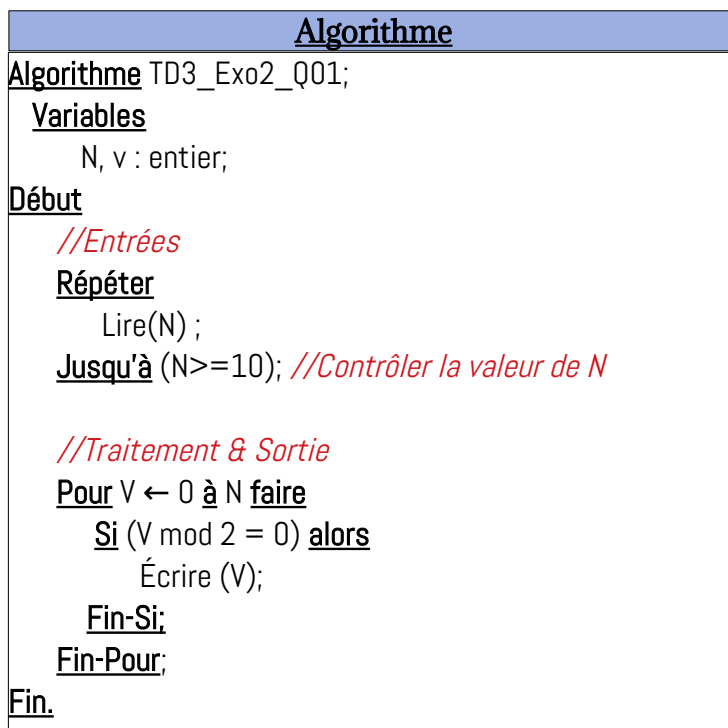 Algorithme
Algorithme TD3_Exo2_Q01;
Variables
N, v : entier;
Début
//Entrées
Répéter
Lire(N) ;
Jusqu'à (N>=10); //Contrôler la valeur de N
//Traitement & Sortie
Pour V ← 0 à N faire
Si (V mod 2 = 0) alors
Écrire (V);
Fin-Si;
Fin-Pour;
Fin.